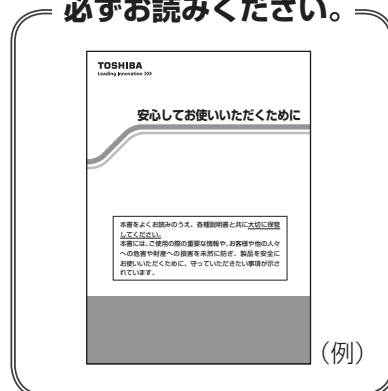 必ずお読みください。
TOSHIBA
Leading Innovation >>>
安心してお使いいただくために
本書をよくお読みのうえ、各種説明書と共に大切に保管
してください。
本書には、ご使用の際の重要な情報や、お客様や他の人々
への危害や財産への損害を未然に防ぎ、製品を安全に
お使いいただくために、守っていただきたい事項が示さ
れています。
(例)